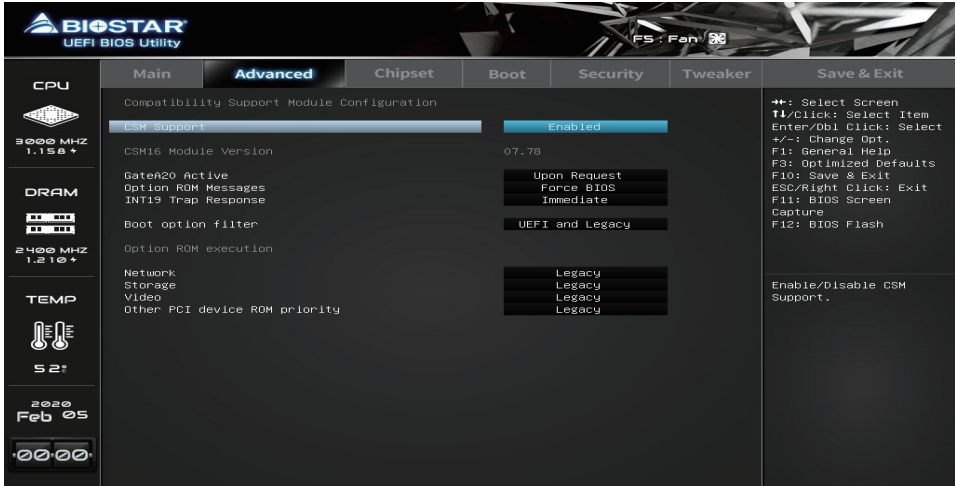 BIOSTAR
UEFI BIOS Utility
F5 : Fan
Main Advanced Chipset Boot Security Tweaker Save & Exit
CPU
3000 MHZ
1.158 +
DRAM
2400 MHZ
1.210 +
TEMP
52°C
2020
Feb 05
00:00
Compatibility Support Module Configuration
CSM Support Enabled
CSM16 Module Version 07.78
GateA20 Active Upon Request
Option ROM Messages Force BIOS
INT19 Trap Response Immediate
Boot option filter UEFI and Legacy
Option ROM execution
Network Legacy
Storage Legacy
Video Legacy
Other PCI device ROM priority Legacy
→←: Select Screen
↑↓/Click: Select Item
Enter/Dbl Click: Select
+/-: Change Opt.
F1: General Help
F3: Optimized Defaults
F10: Save & Exit
ESC/Right Click: Exit
F11: BIOS Screen
Capture
F12: BIOS Flash
Enable/Disable CSM
Support.